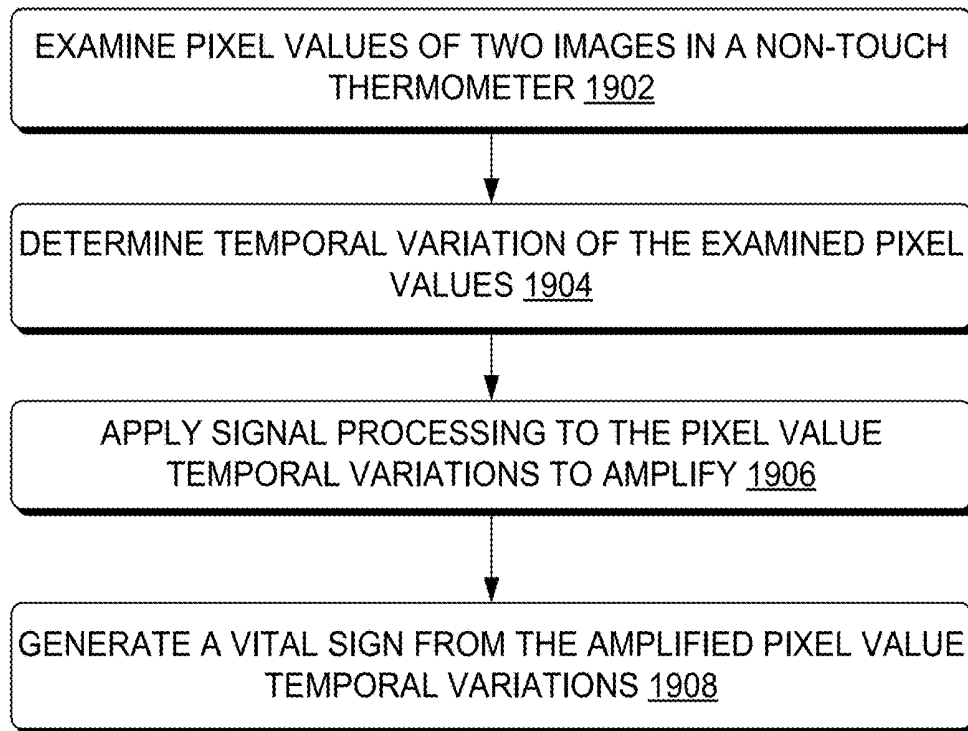 EXAMINE PIXEL VALUES OF TWO IMAGES IN A NON-TOUCH
THERMOMETER 1902
DETERMINE TEMPORAL VARIATION OF THE EXAMINED PIXEL
VALUES 1904
APPLY SIGNAL PROCESSING TO THE PIXEL VALUE
TEMPORAL VARIATIONS TO AMPLIFY 1906
GENERATE A VITAL SIGN FROM THE AMPLIFIED PIXEL VALUE
TEMPORAL VARIATIONS 1908